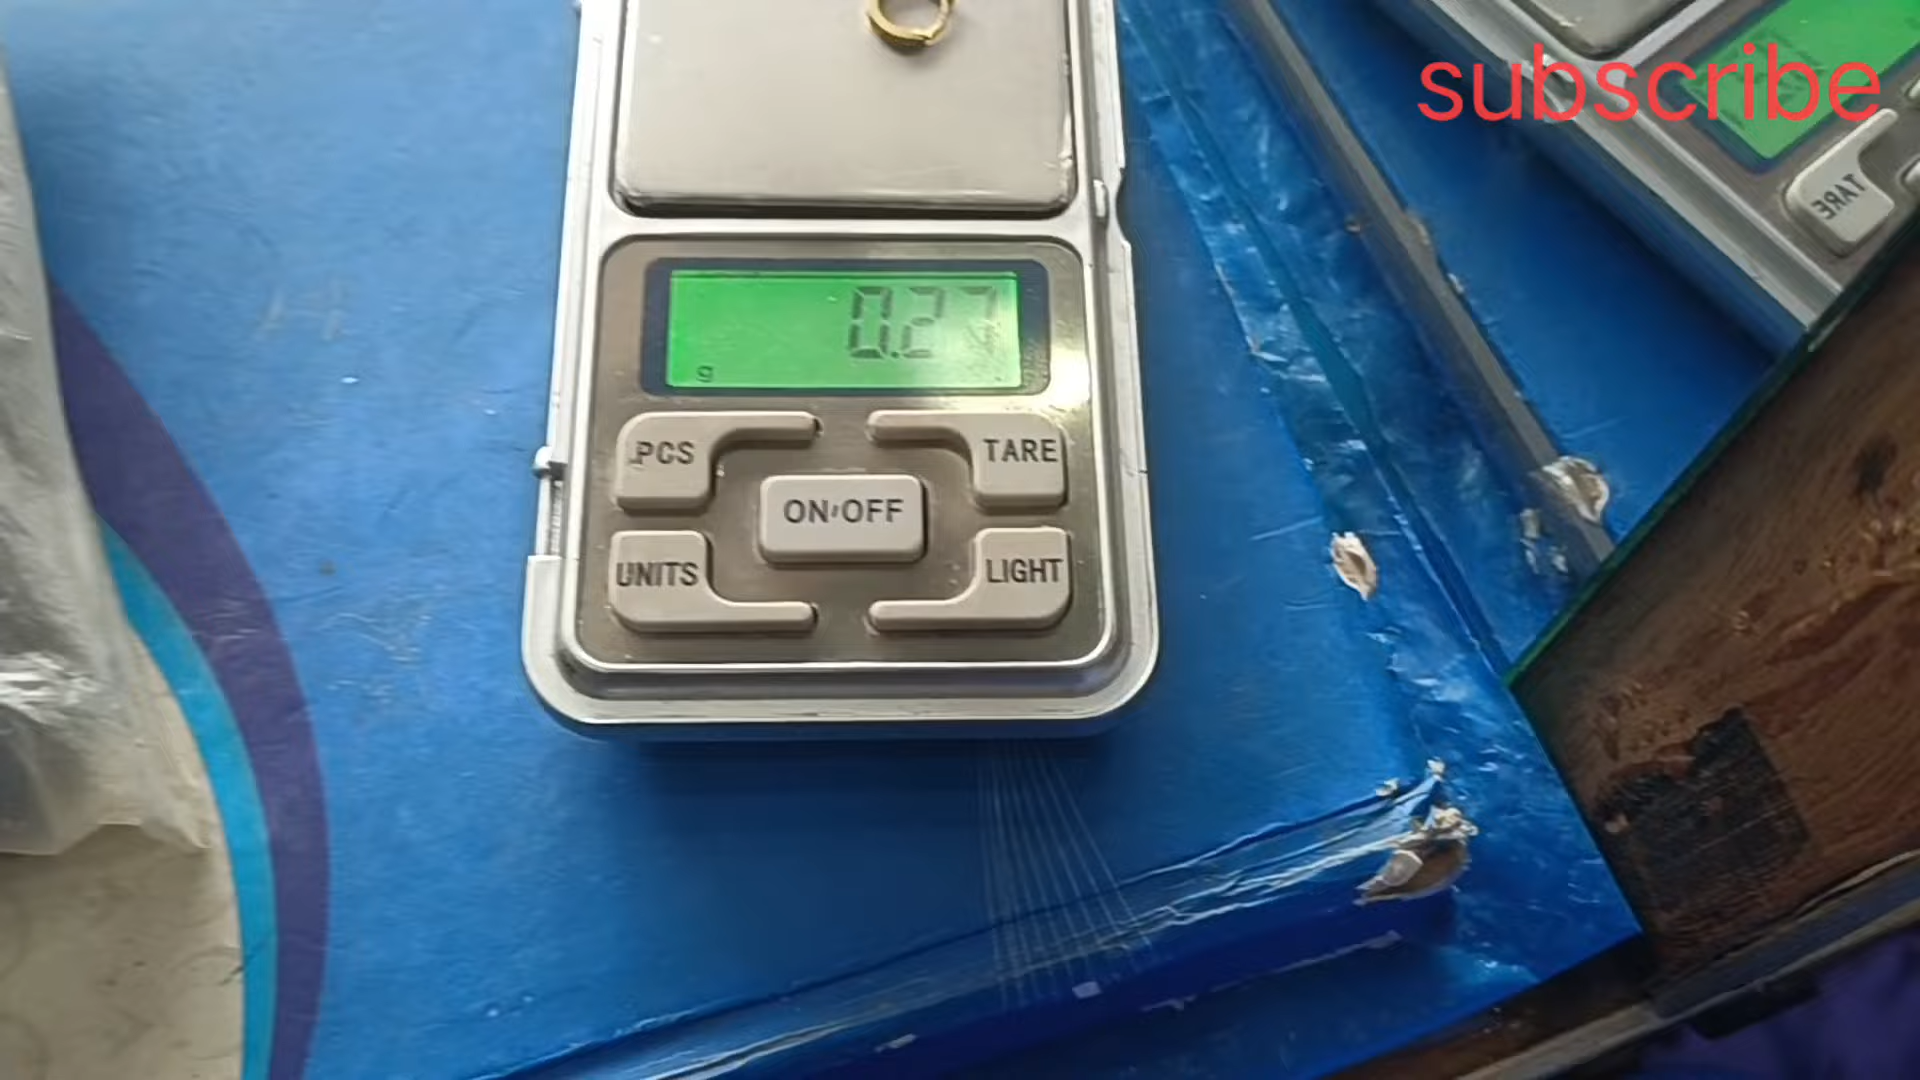 subscribe
TARE
0.27
g
.PCS
TARE
ON/OFF
UNITS
LIGHT